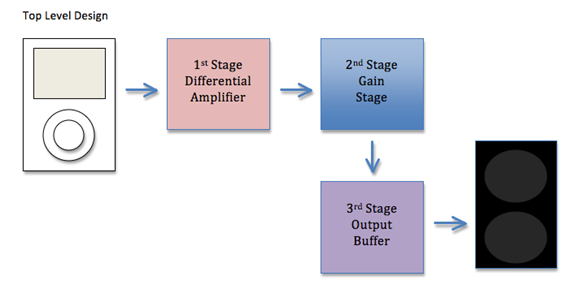 Top Level Design
1st Stage
Differential
Amplifier
2nd Stage
Gain
Stage
3rd Stage
Output
Buffer